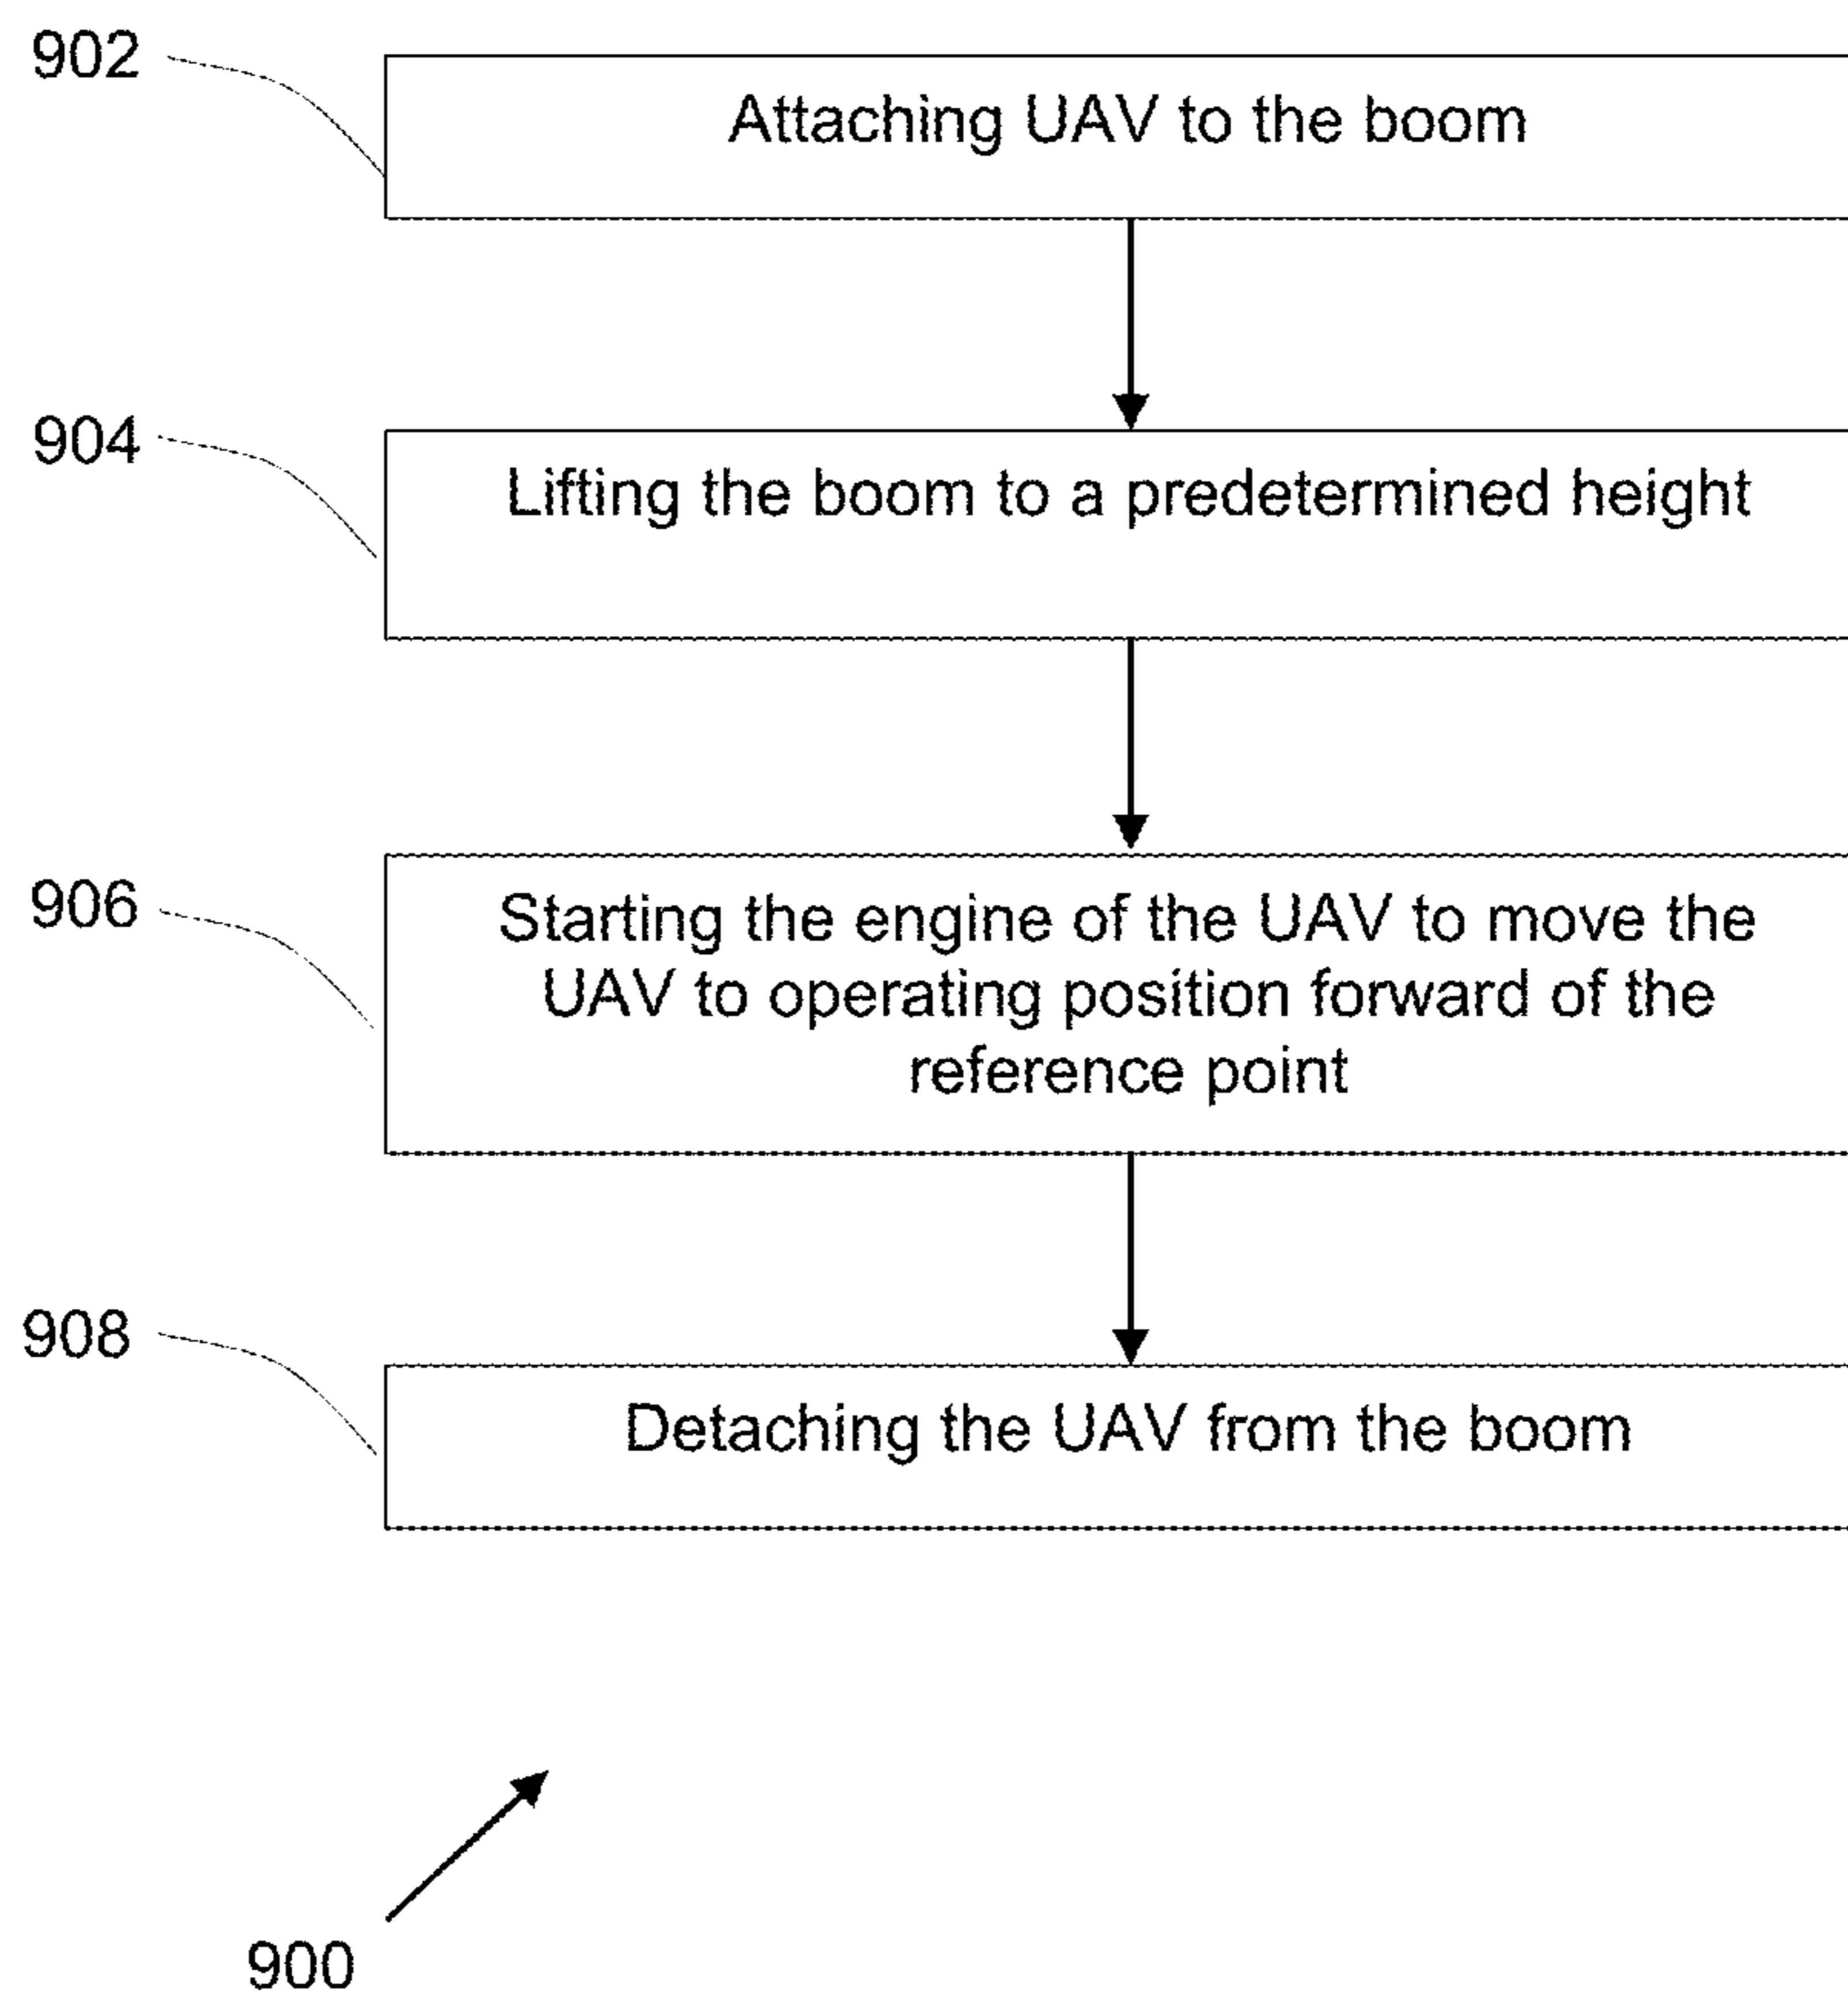 902
Attaching UAV to the boom
904
Lifting the boom to a predetermined height
906
Starting the engine of the UAV to move the
UAV to operating position forward of the
reference point
908
Detaching the UAV from the boom
900